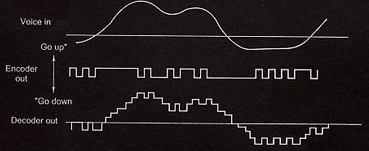 Voice in
Go up"
Encoder
out
"Go down
Decoder out